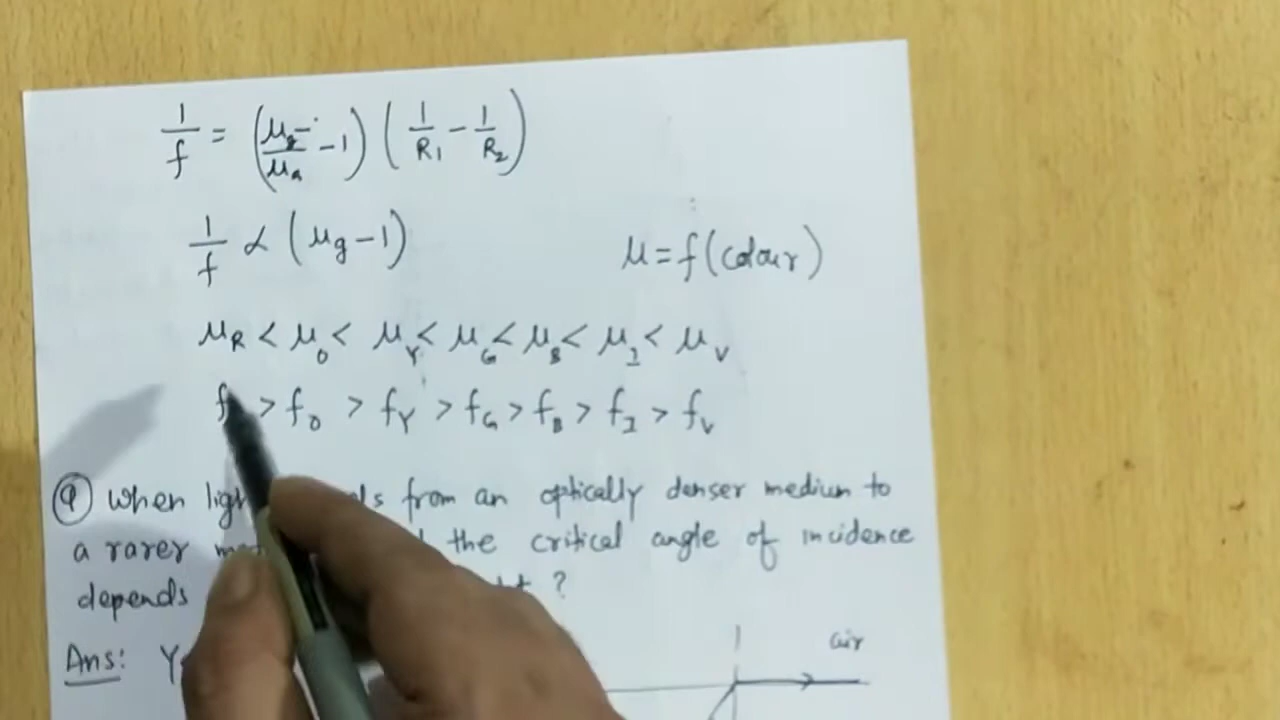 1/f = (μg/μa - 1) (1/R1 - 1/R2)
1/f ∝ (μg - 1) μ = f(colour)
μR < μO < μY < μG < μB < μI < μV
f > fO > fY > fG > fB > fI > fV
Q When from an optically denser medium to
a rarer the critical angle of incidence
depends ?
Ans:
air